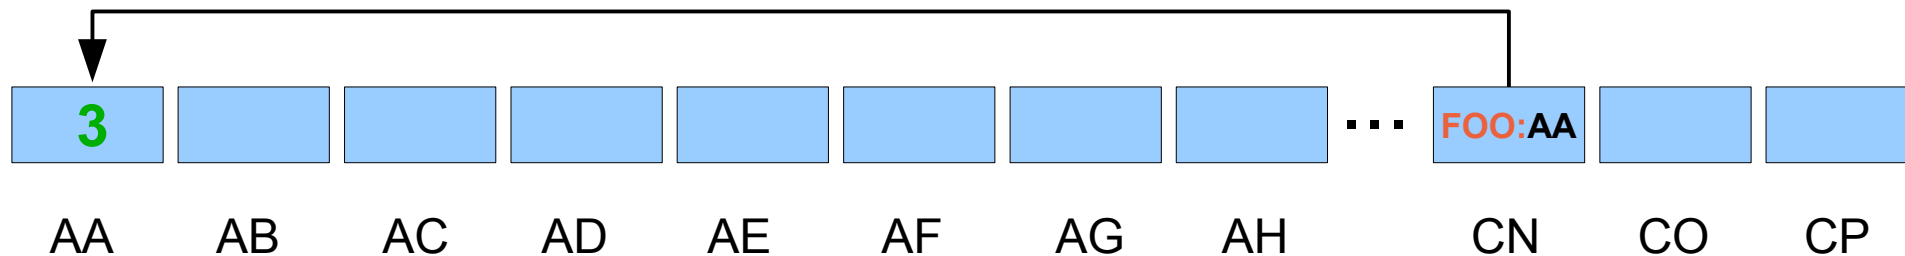 3 ... FOO:AA
AA AB AC AD AE AF AG AH CN CO CP